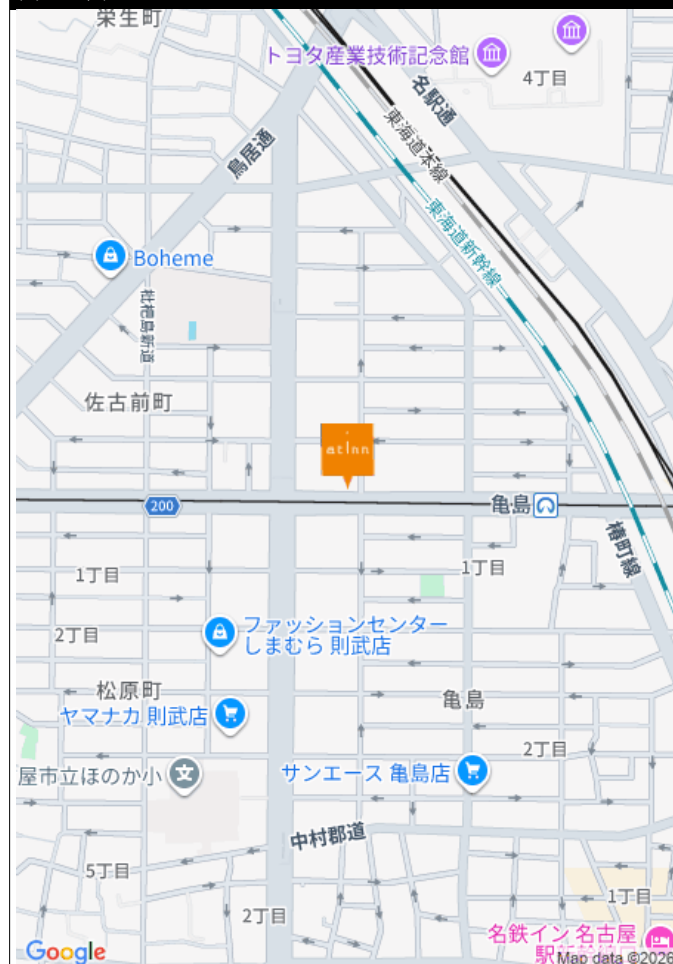 栄生町
トヨタ産業技術記念館
4丁目
名駅通
東海道本線
鳥居通
東海道新幹線
Boheme
枇杷島新道
佐古前町
at Inn
200
亀島
椿町線
1丁目
1丁目
ファッションセンター
しまむら 則武店
2丁目
松原町
亀島
ヤマナカ 則武店
2丁目
屋市立ほのか小
文
サンエース 亀島店
中村郡道
5丁目
1丁目
2丁目
名鉄イン 名古屋
Google
Map data ©2026